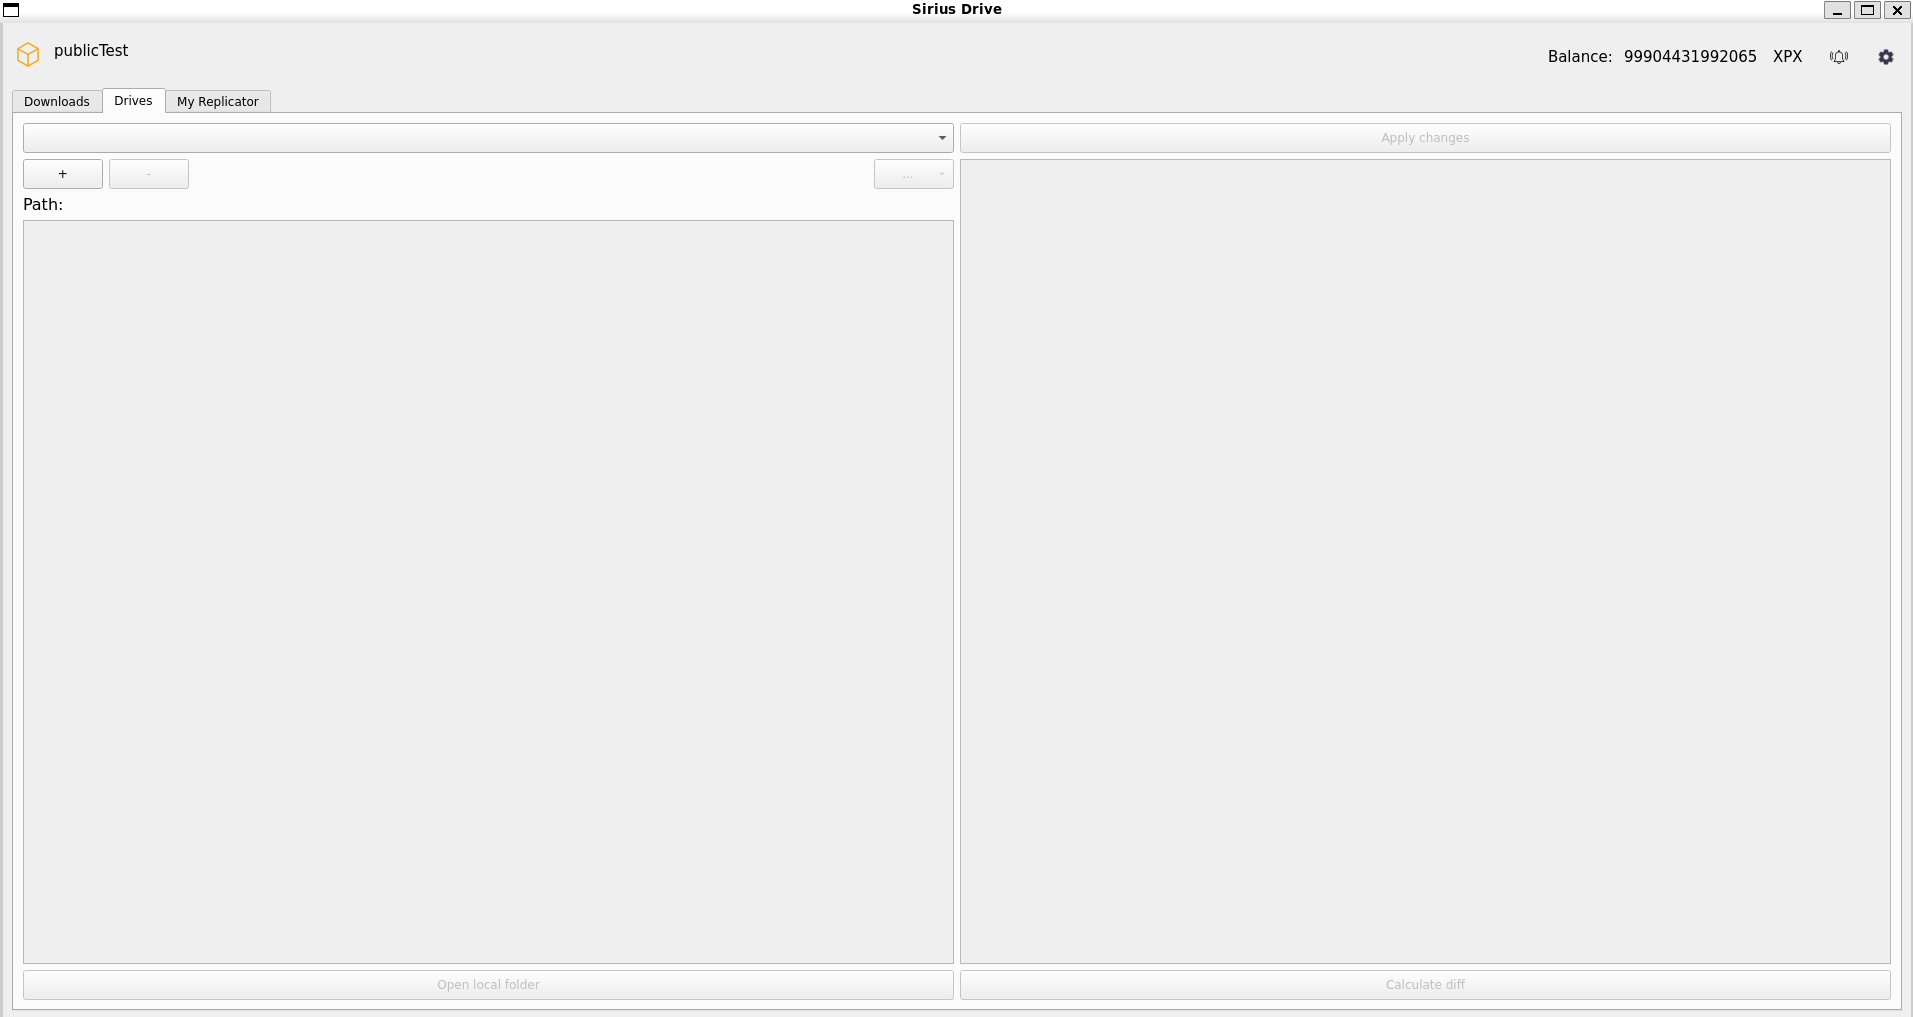 Sirius Drive
publicTest
Balance: 99904431992065 XPX
Downloads
Drives
My Replicator
Apply changes
+
-
...
Path:
Open local folder
Calculate diff